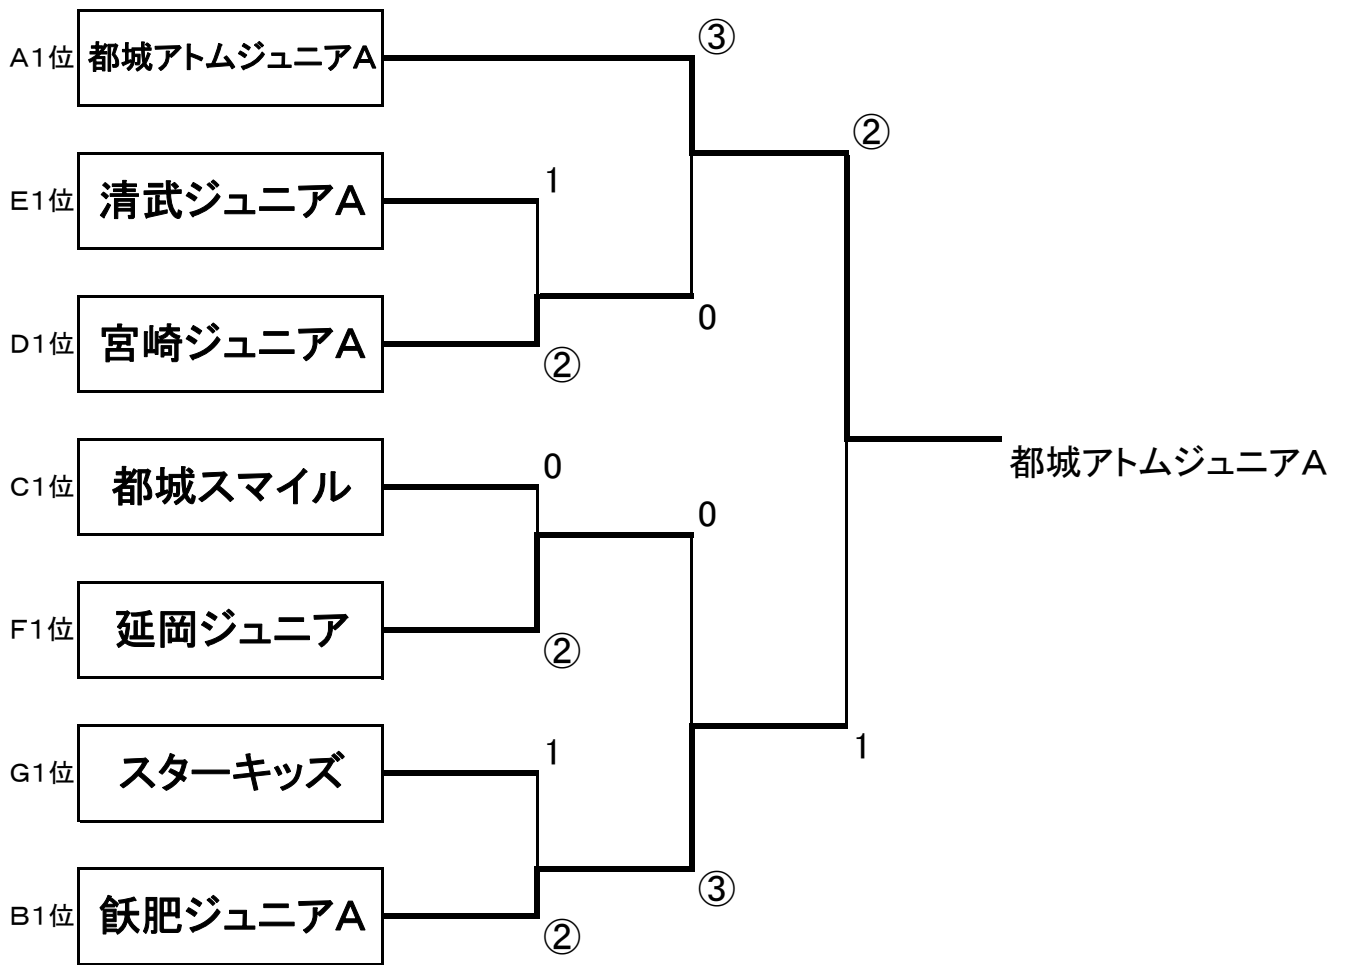 ③
A1位 都城アトムジュニアA
②
E1位 清武ジュニアA 1
0
D1位 宮崎ジュニアA
②
都城アトムジュニアA
C1位 都城スマイル 0
0
F1位 延岡ジュニア
②
G1位 スターキッズ 1
1
③
B1位 飫肥ジュニアA
②